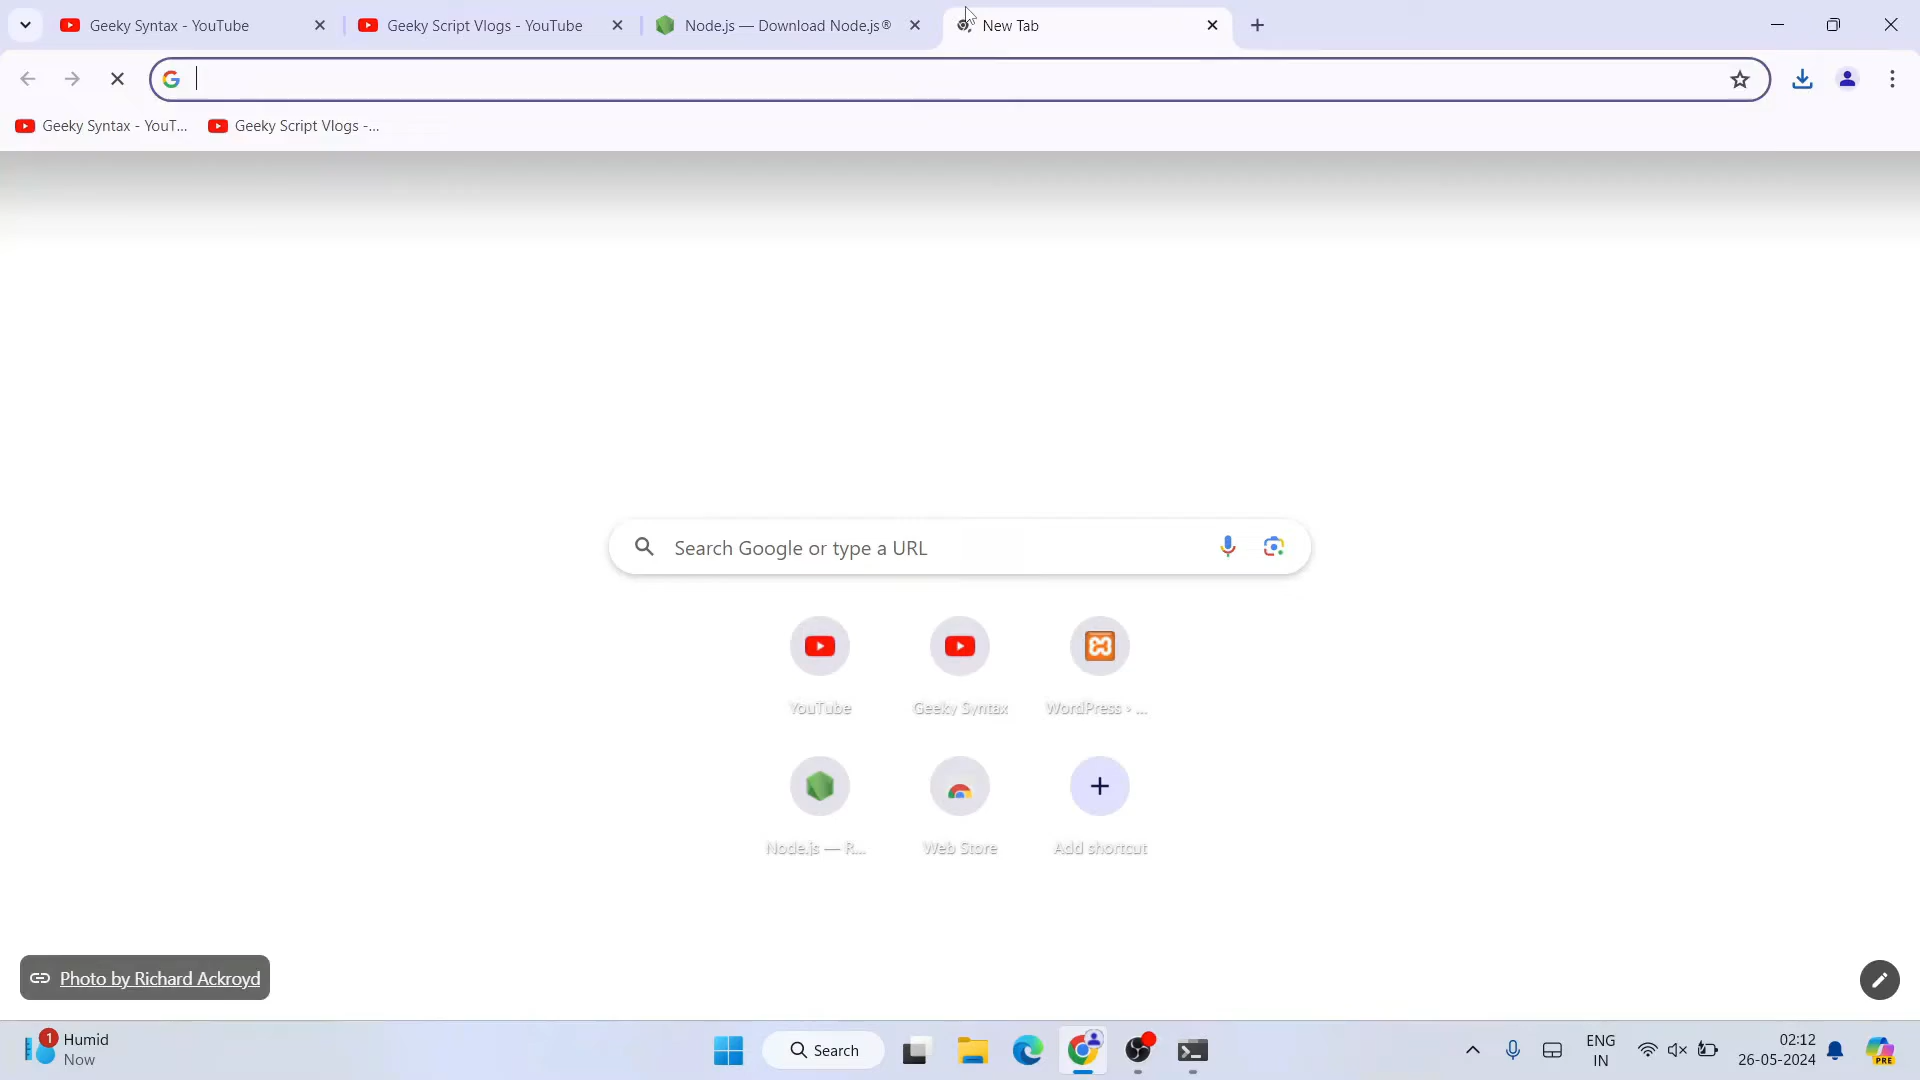 Geeky Syntax - YouTube
Geeky Script Vlogs - YouTube
Node.js — Download Node.js®
New Tab
Geeky Syntax - YouT...
Geeky Script Vlogs -...
Search Google or type a URL
YouTube
Geeky Syntax
WordPress › ...
Node.js — R...
Web Store
Add shortcut
Photo by Richard Ackroyd
1
Humid
Now
Search
ENG
IN
02:12
26-05-2024
PRE